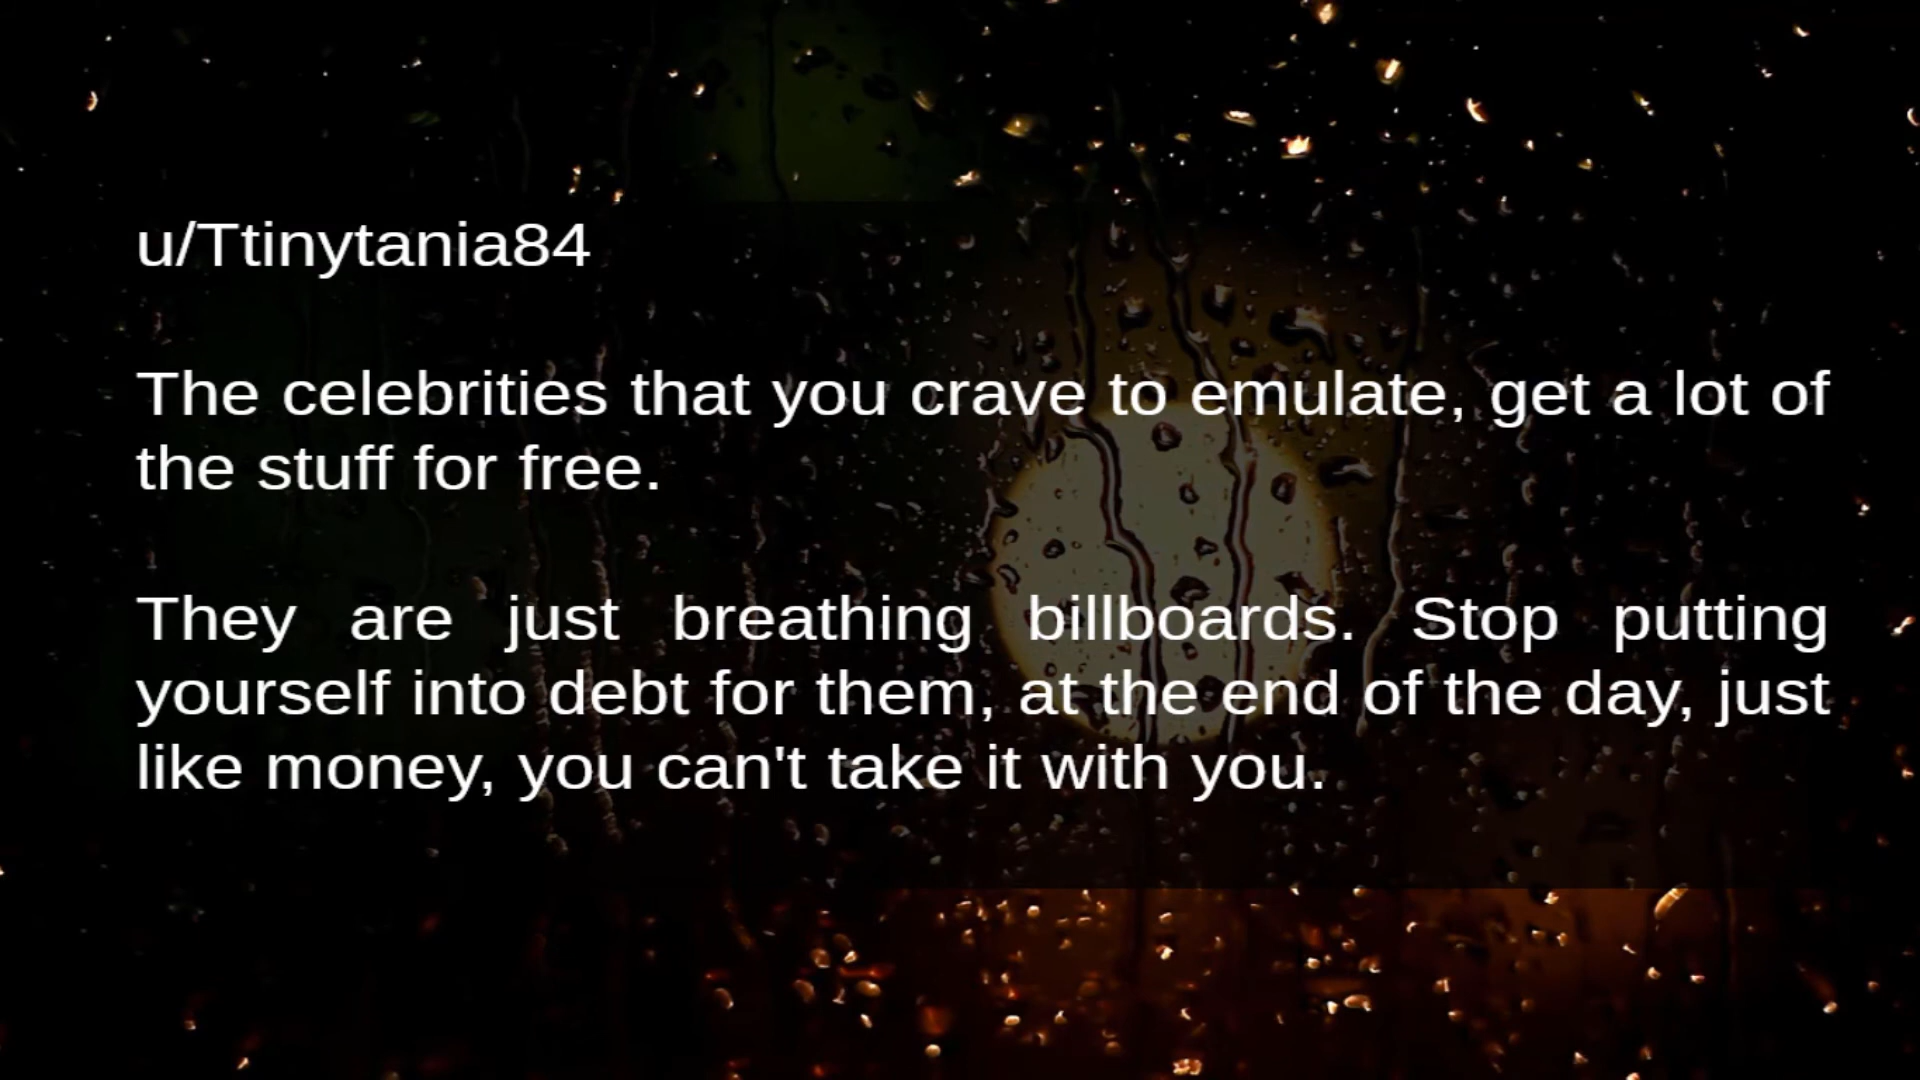 u/Ttinytania84
The celebrities that you crave to emulate, get a lot of
the stuff for free.
They are just breathing billboards. Stop putting
yourself into debt for them, at the end of the day, just
like money, you can't take it with you.